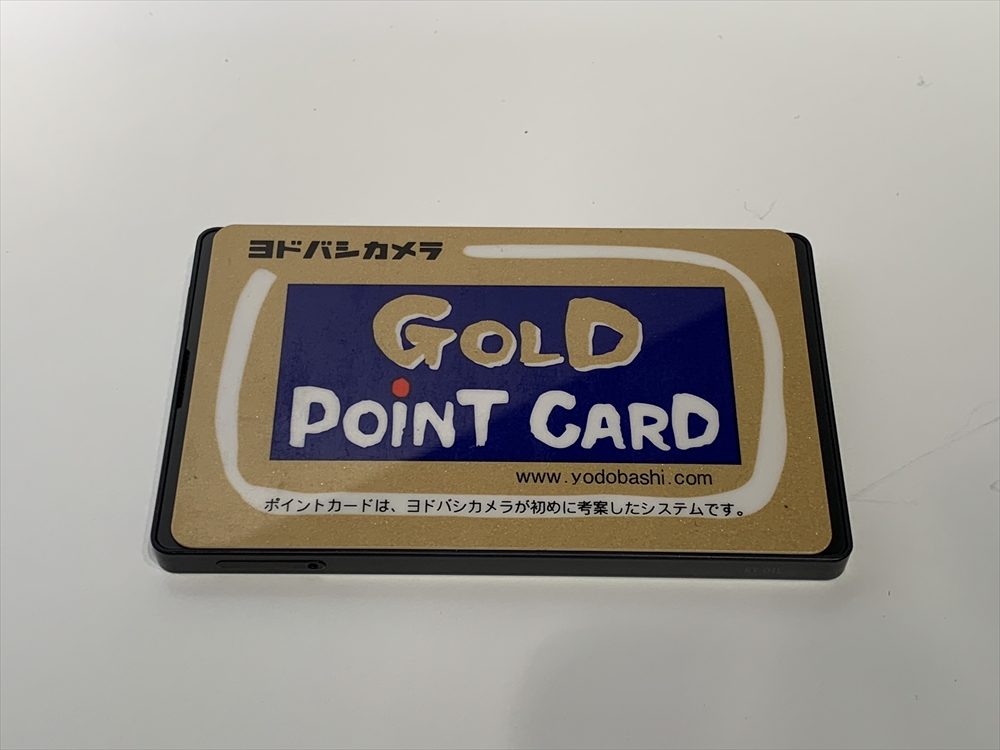 ヨドバシカメラ
GOLD
POINT CARD
www.yodobashi.com
ポイントカードは、ヨドバシカメラが初めに考案したシステムです。